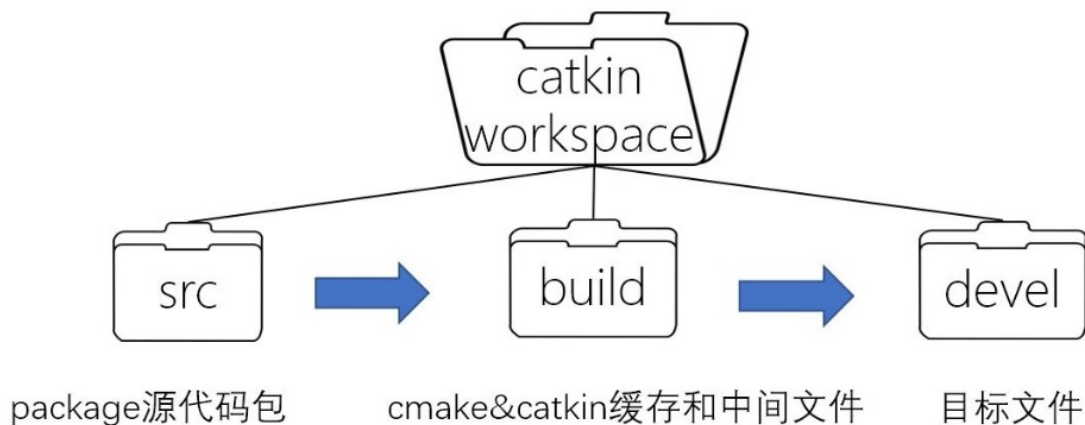 catkin
workspace
src
build
devel
package源代码包
cmake&catkin缓存和中间文件
目标文件